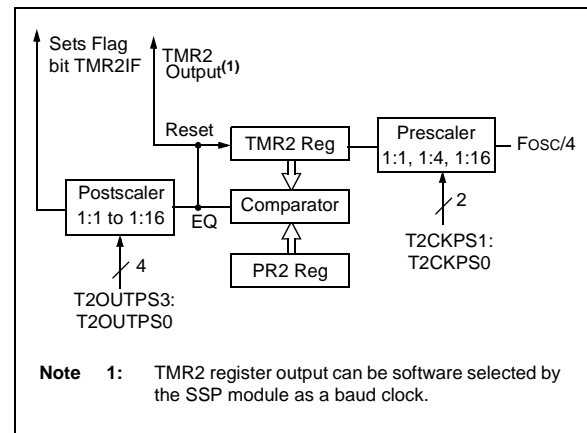 Sets Flag
bit TMR2IF
TMR2
Output(1)
Reset
TMR2 Reg
Prescaler
1:1, 1:4, 1:16
FOSC/4
Postscaler
1:1 to 1:16
EQ
Comparator
2
T2CKPS1:
T2CKPS0
4
PR2 Reg
T2OUTPS3:
T2OUTPS0
Note 1: TMR2 register output can be software selected by
the SSP module as a baud clock.